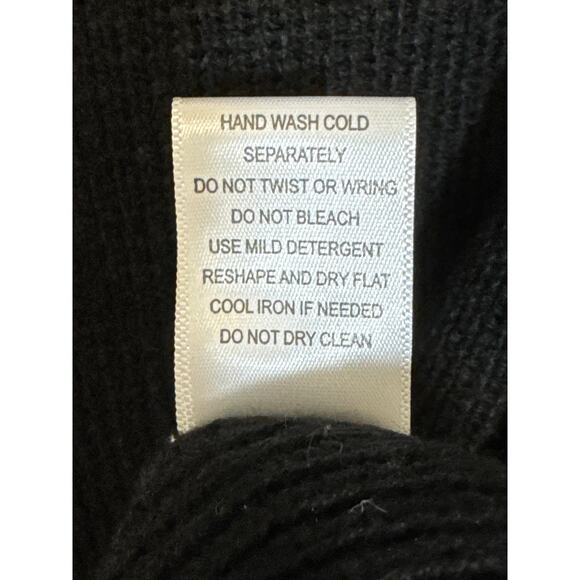 HAND WASH COLD
SEPARATELY
DO NOT TWIST OR WRING
DO NOT BLEACH
USE MILD DETERGENT
RESHAPE AND DRY FLAT
COOL IRON IF NEEDED
DO NOT DRY CLEAN